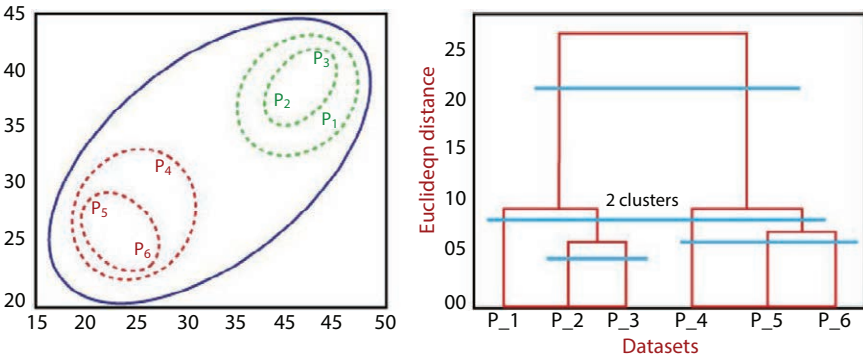 45
40
35
30
25
20
15 20 25 30 35 45 45 50
P3
P2
P1
P4
P5
P6
Euclideqn distance
25
20
15
10
05
00
2 clusters
P_1 P_2 P_3 P_4 P_5 P_6
Datasets